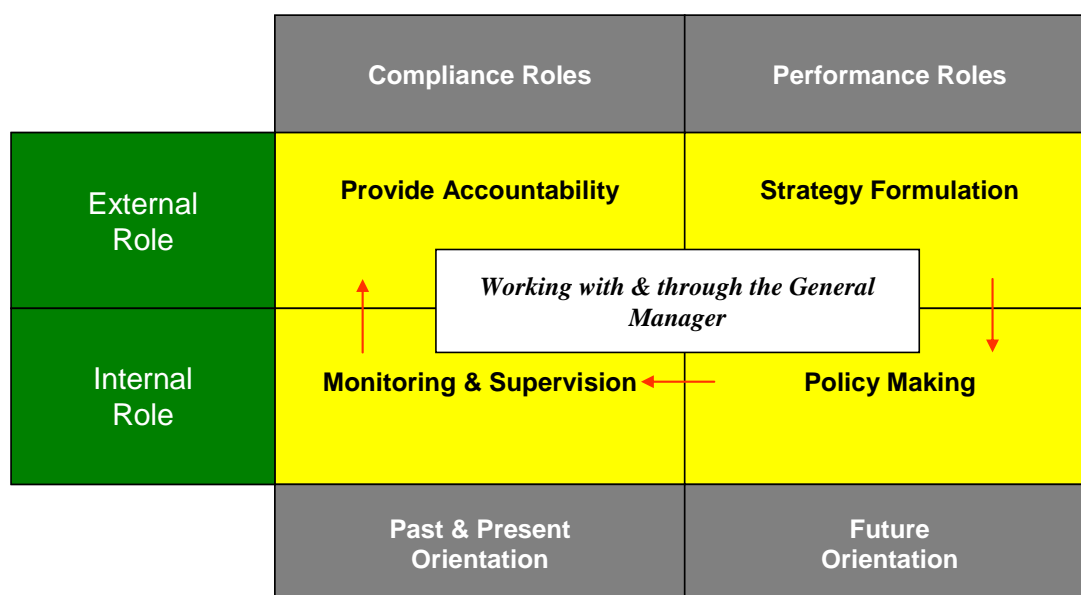 Compliance Roles
Performance Roles
External
Role
Provide Accountability
Strategy Formulation
Working with & through the General
Manager
Internal
Role
Monitoring & Supervision
Policy Making
Past & Present
Orientation
Future
Orientation